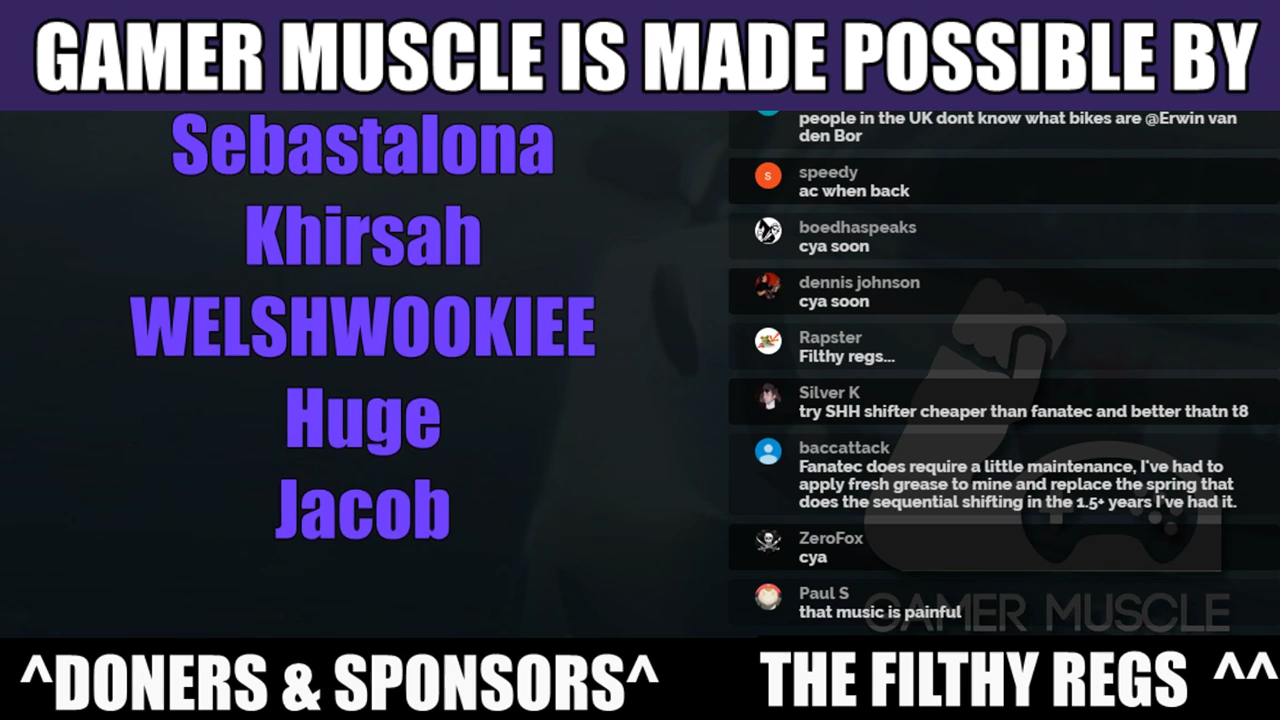 GAMER MUSCLE IS MADE POSSIBLE BY
Sebastalona
Khirsah
WELSHWOOKIEE
Huge
Jacob
^DONERS & SPONSORS^
people in the UK dont know what bikes are @Erwin van
den Bor
S
speedy
ac when back
boedhaspeaks
cya soon
dennis johnson
cya soon
Rapster
Filthy regs...
Silver K
try SHH shifter cheaper than fanatec and better thatn t8
baccattack
Fanatec does require a little maintenance, I've had to
apply fresh grease to mine and replace the spring that
does the sequential shifting in the 1.5+ years I've had it.
ZeroFox
cya
Paul S
that music is painful
GAMER MUSCLE
THE FILTHY REGS ^^